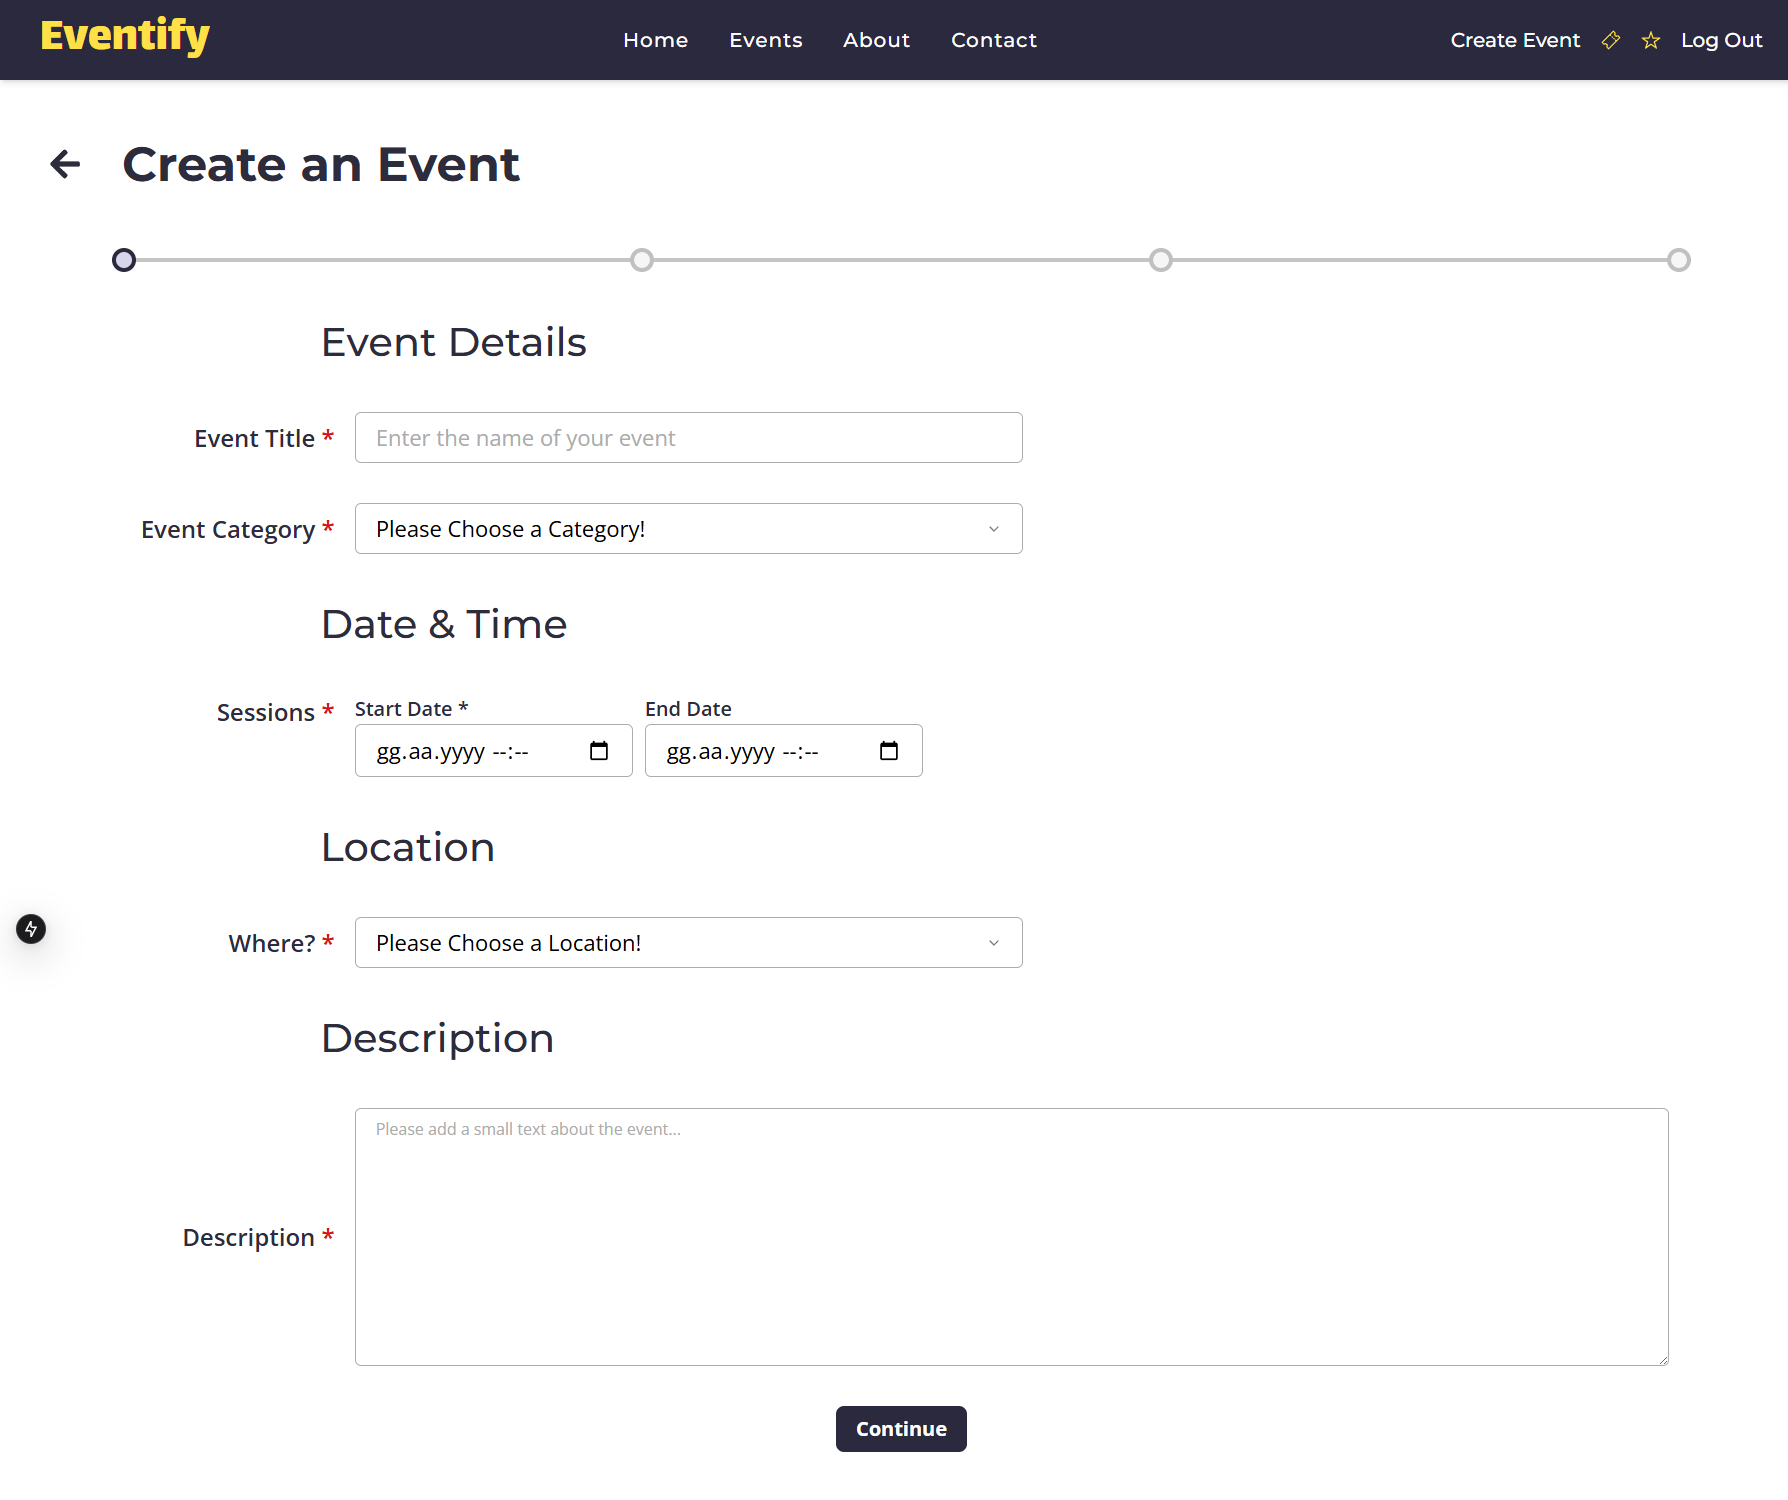 Eventify
Home Events About Contact
Create Event Log Out
Create an Event
Event Details
Event Title *
Enter the name of your event
Event Category *
Please Choose a Category!
Date & Time
Sessions *
Start Date *
End Date
gg.aa.yyyy --:--
gg.aa.yyyy --:--
Location
Where? *
Please Choose a Location!
Description
Description *
Please add a small text about the event...
Continue